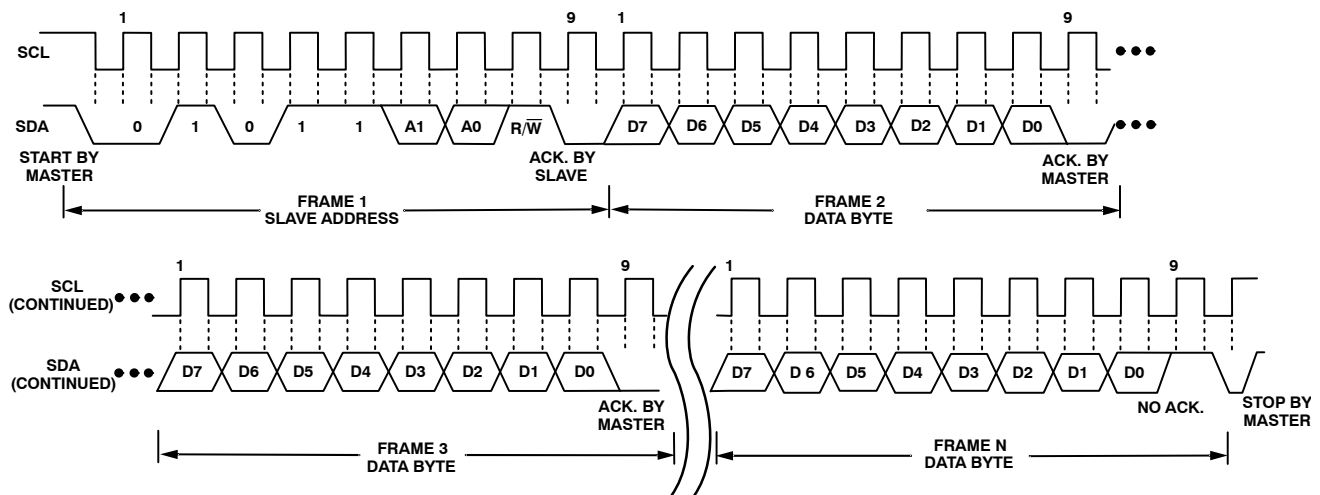 1 9 1 9
SCL
SDA 0 1 0 1 1 A1 A0 R/W̅ D7 D6 D5 D4 D3 D2 D1 D0
START BY MASTER
ACK. BY SLAVE
ACK. BY MASTER
FRAME 1
SLAVE ADDRESS
FRAME 2
DATA BYTE
1 9 1 9
SCL
(CONTINUED)
SDA
(CONTINUED)
D7 D6 D5 D4 D3 D2 D1 D0
D7 D 6 D5 D4 D3 D2 D1 D0
ACK. BY
MASTER
NO ACK.
STOP BY
MASTER
FRAME 3
DATA BYTE
FRAME N
DATA BYTE